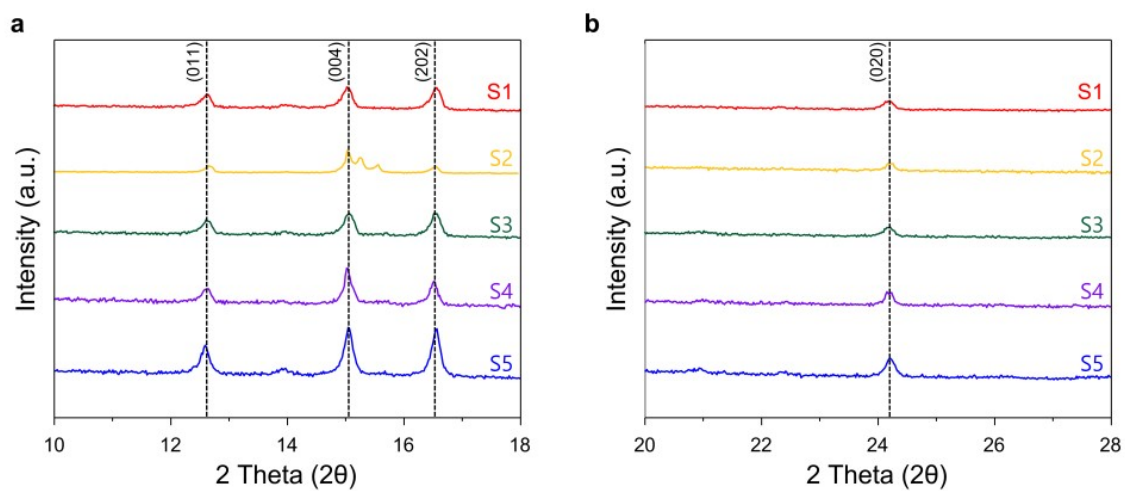 a
(011)
(004)
(202)
S1
S2
S3
S4
S5
Intensity (a.u.)
10
12
14
16
18
2 Theta (2θ)
b
(020)
S1
S2
S3
S4
S5
Intensity (a.u.)
20
22
24
26
28
2 Theta (2θ)